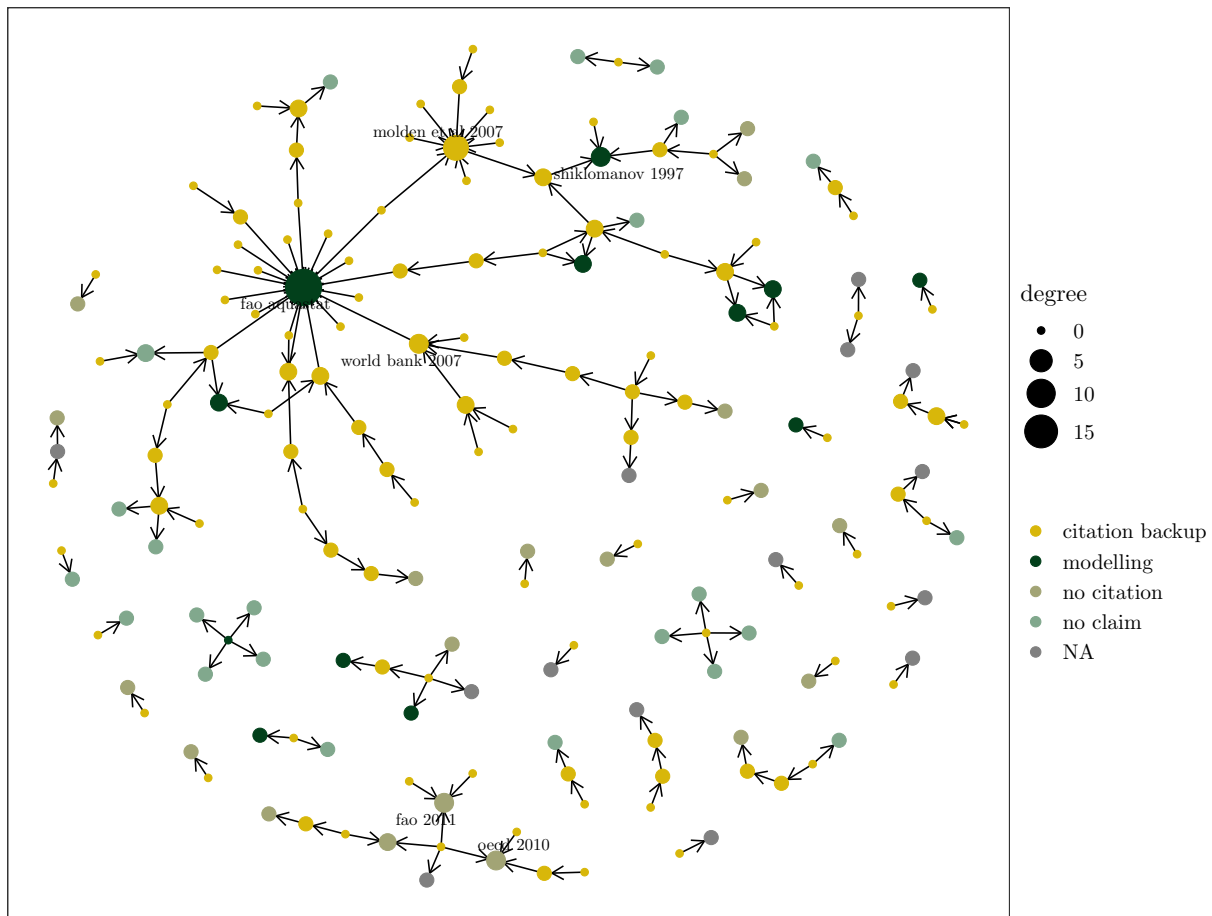 molden et al 2007
shiklomanov 1997
fao aquastat
world bank 2007
fao 2011
oecd 2010
degree
0
5
10
15
citation backup
modelling
no citation
no claim
NA